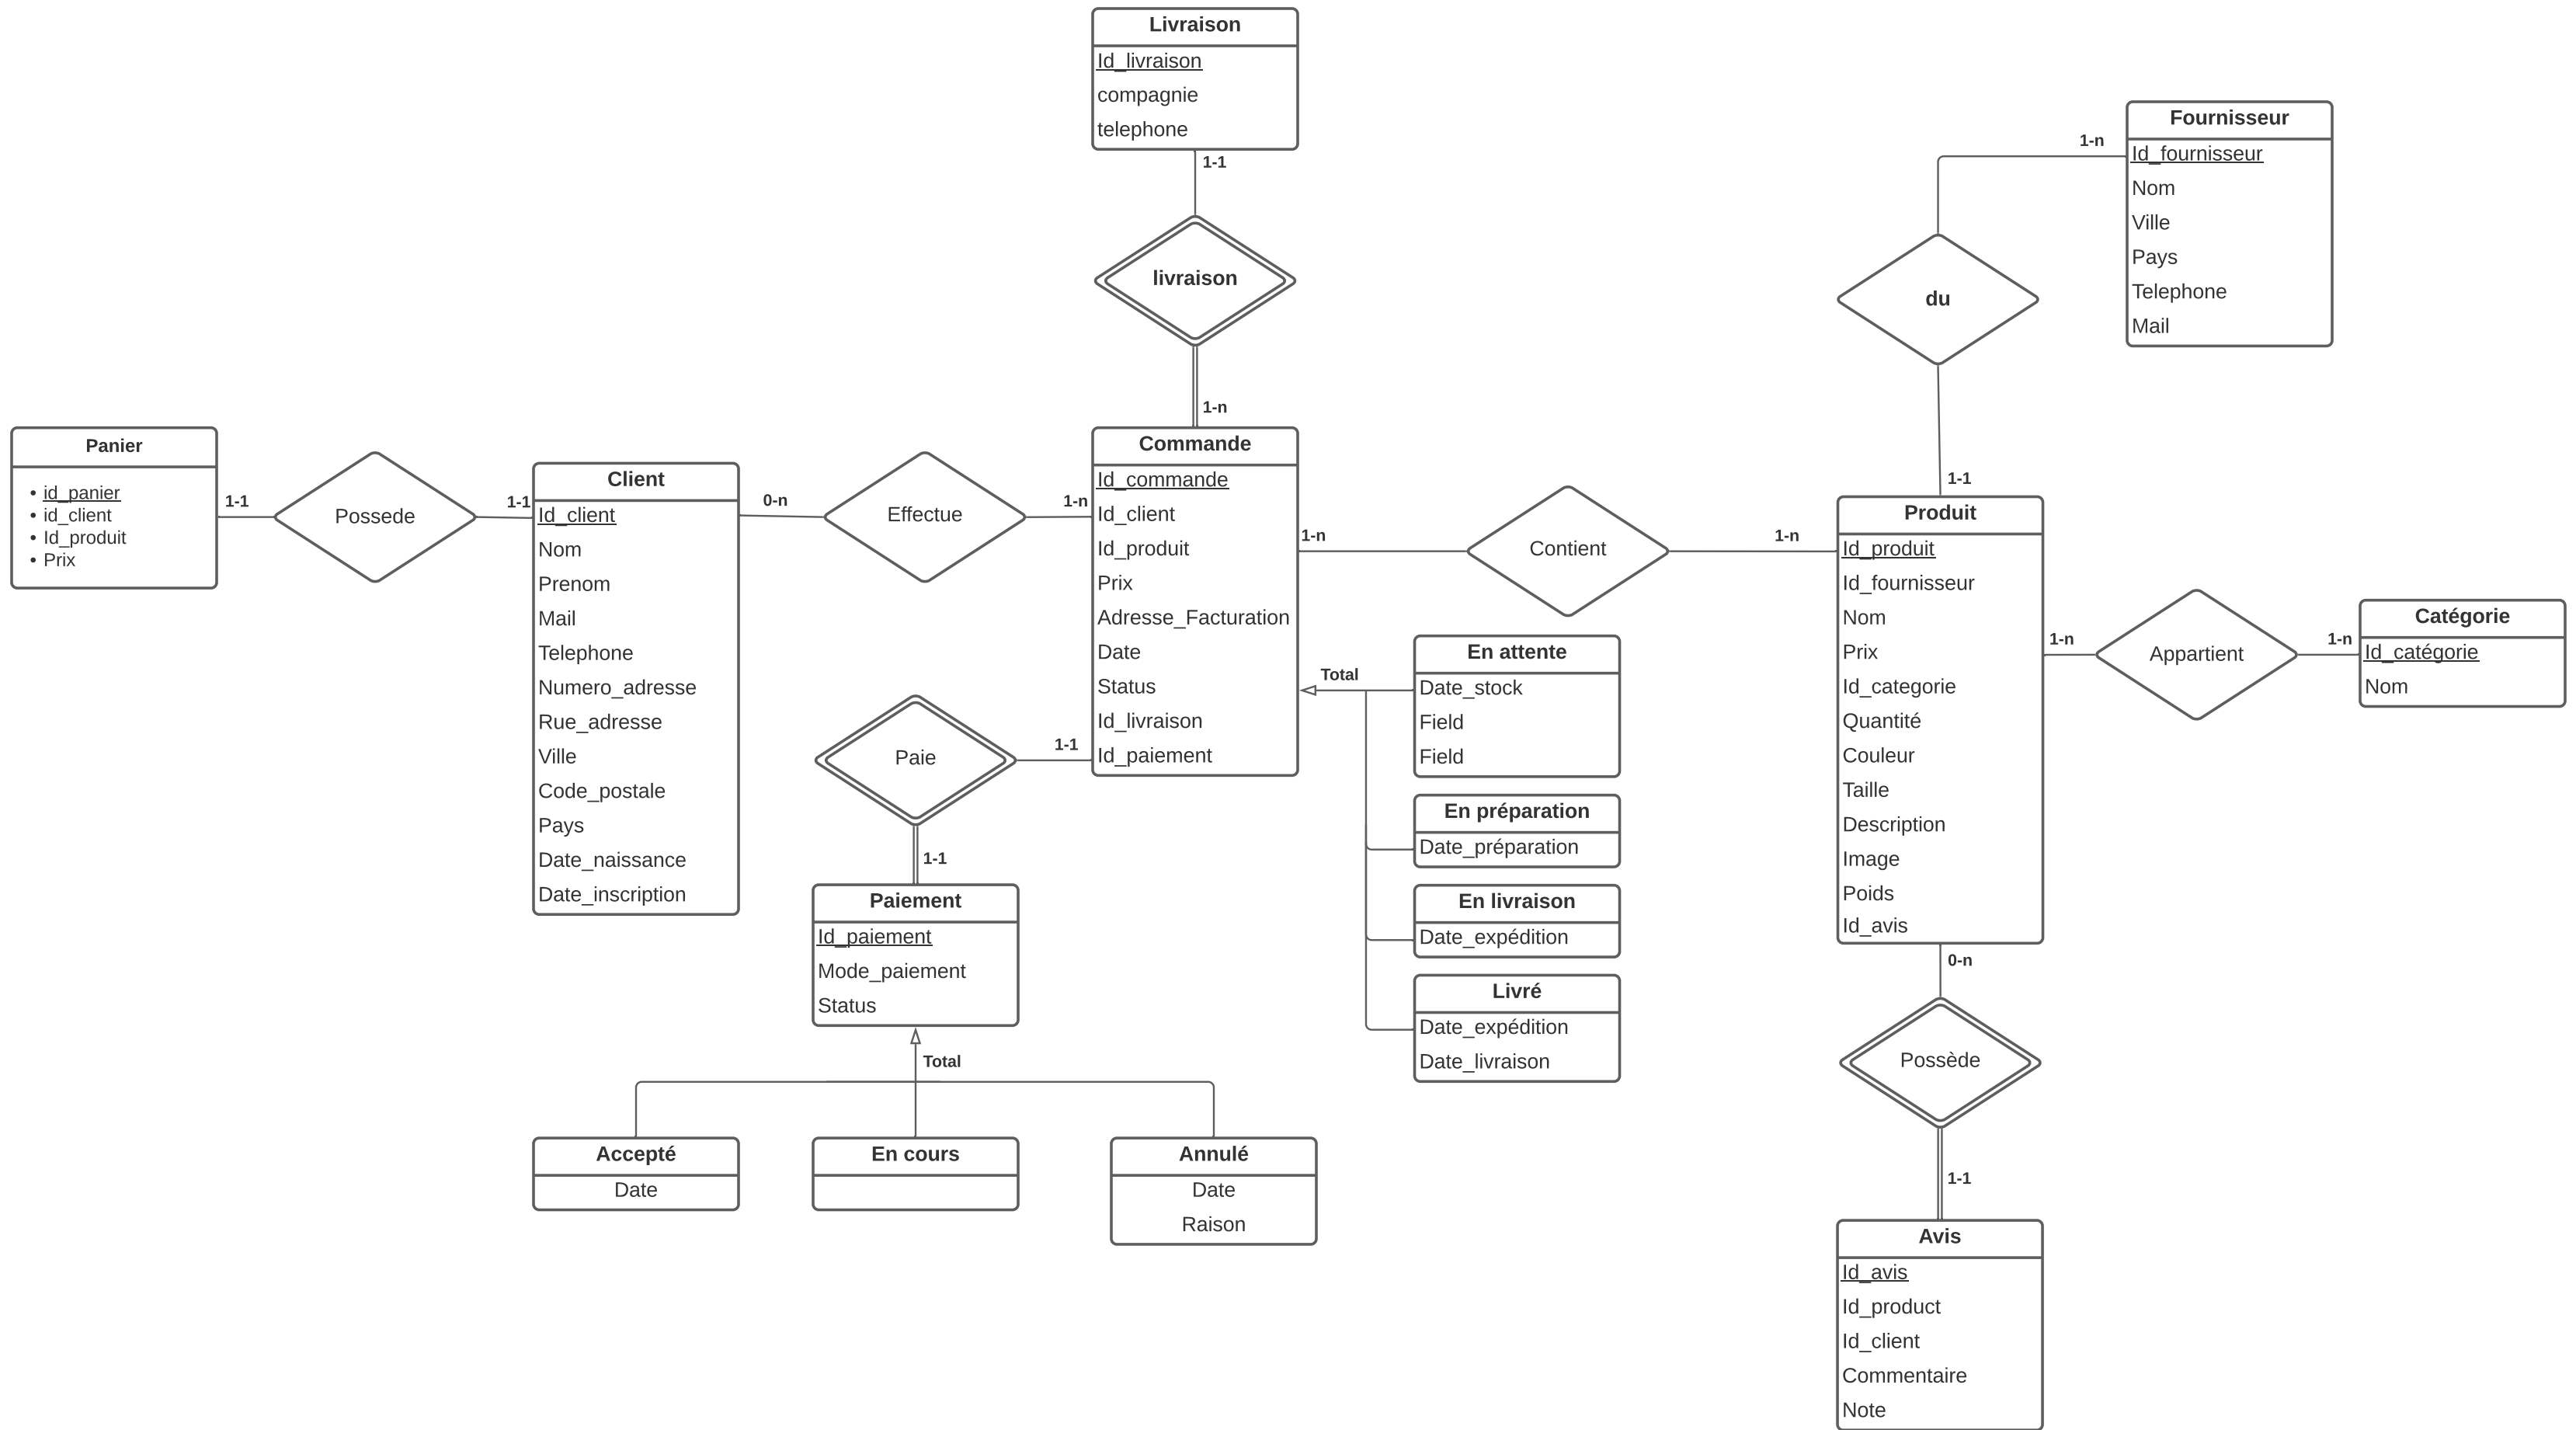 Livraison
Id_livraison
compagnie
telephone
1-1
livraison
1-n
Fournisseur
Id_fournisseur
Nom
Ville
Pays
Telephone
Mail
1-n
du
1-1
Panier
• id_panier
• id_client
• Id_produit
• Prix
1-1
Possede
1-1
Client
Id_client
Nom
Prenom
Mail
Telephone
Numero_adresse
Rue_adresse
Ville
Code_postale
Pays
Date_naissance
Date_inscription
0-n
Effectue
1-n
Commande
Id_commande
Id_client
Id_produit
Prix
Adresse_Facturation
Date
Status
Id_livraison
Id_paiement
1-n
Contient
1-n
Produit
Id_produit
Id_fournisseur
Nom
Prix
Id_categorie
Quantité
Couleur
Taille
Description
Image
Poids
Id_avis
1-n
Appartient
1-n
Catégorie
Id_catégorie
Nom
Total
En attente
Date_stock
Field
Field
En préparation
Date_préparation
En livraison
Date_expédition
Livré
Date_expédition
Date_livraison
Paie
1-1
1-1
Paiement
Id_paiement
Mode_paiement
Status
Total
Accepté
Date
En cours
Annulé
Date
Raison
0-n
Possède
1-1
Avis
Id_avis
Id_product
Id_client
Commentaire
Note